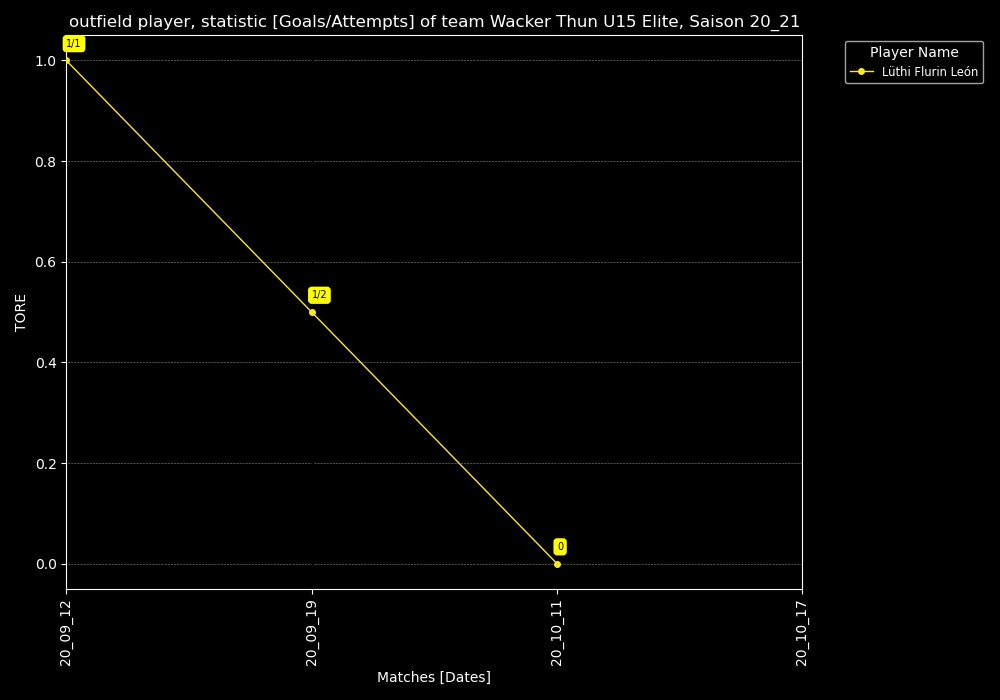 outfield player, statistic [Goals/Attempts] of team Wacker Thun U15 Elite, Saison 20_21
Player Name
Lüthi Flurin León
1/1
1/2
0
TORE
1.0
0.8
0.6
0.4
0.2
0.0
20_09_12
20_09_19
20_10_11
20_10_17
Matches [Dates]